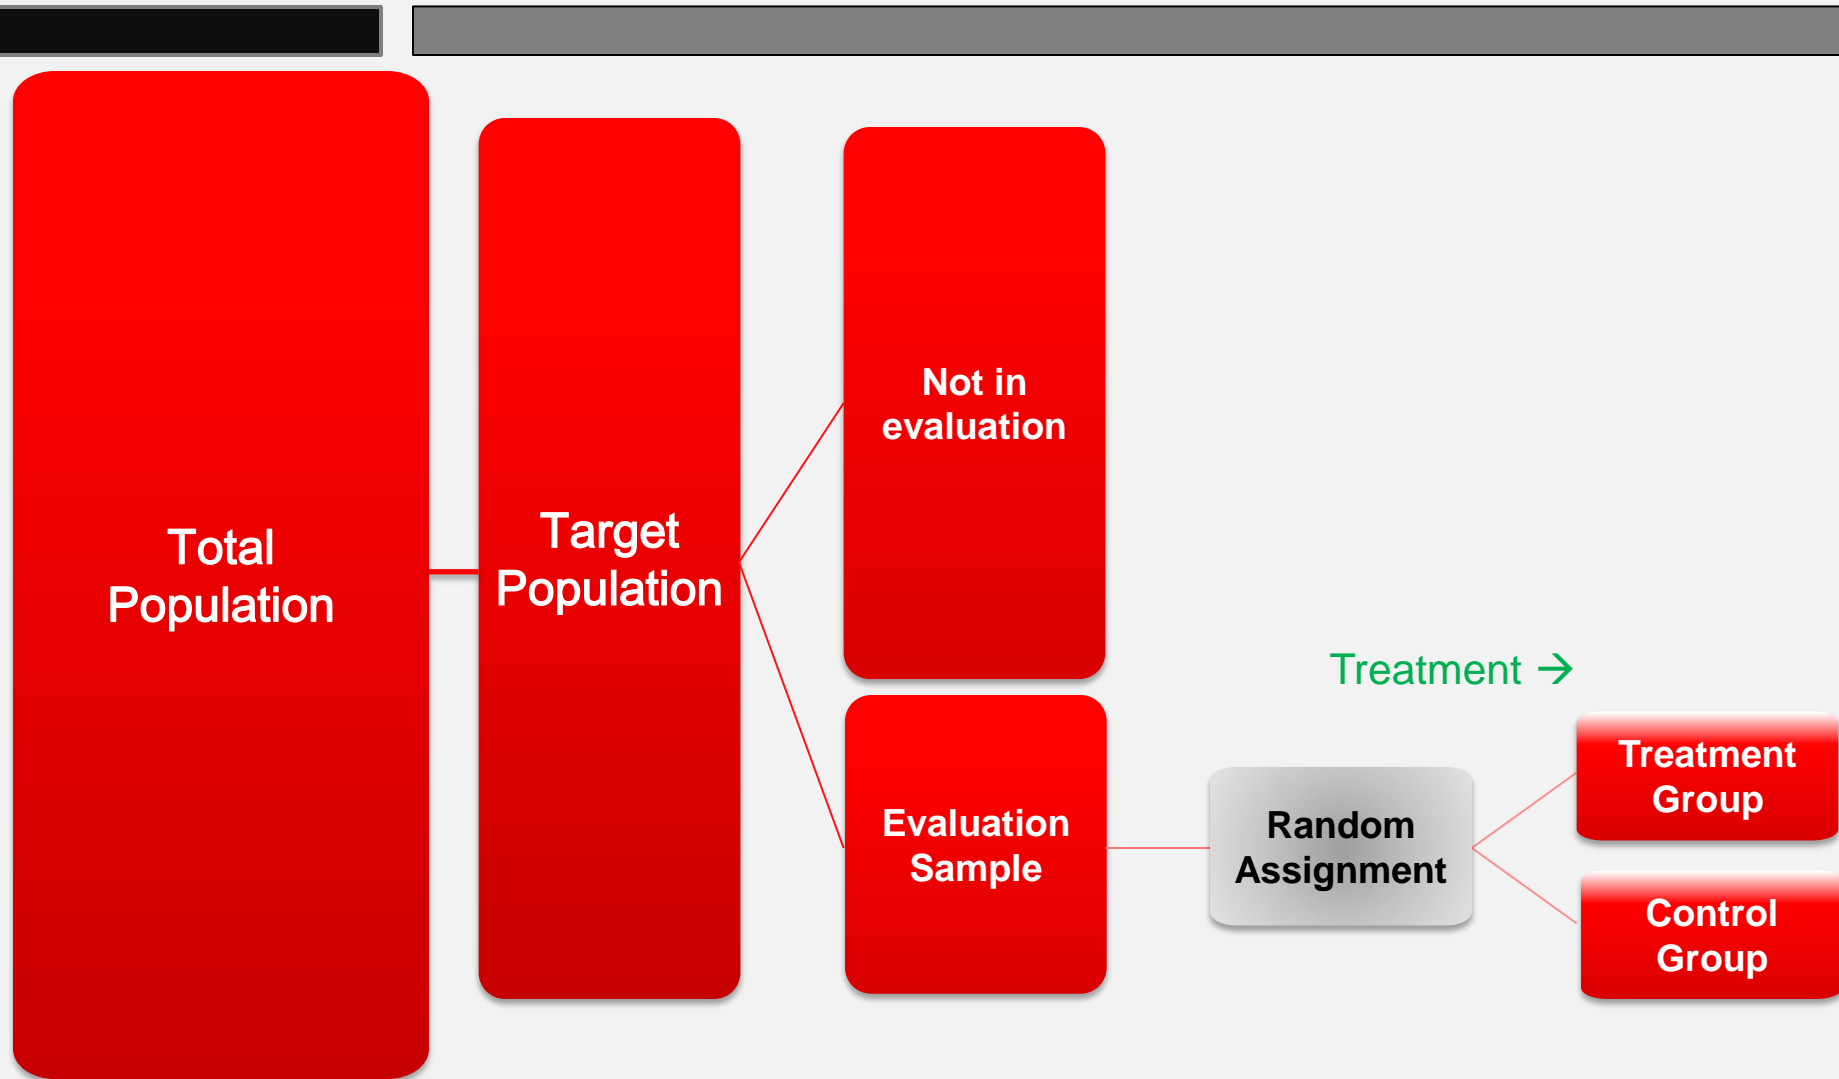 Total
Population
Target
Population
Not in
evaluation
Evaluation
Sample
Random
Assignment
Treatment →
Treatment
Group
Control
Group